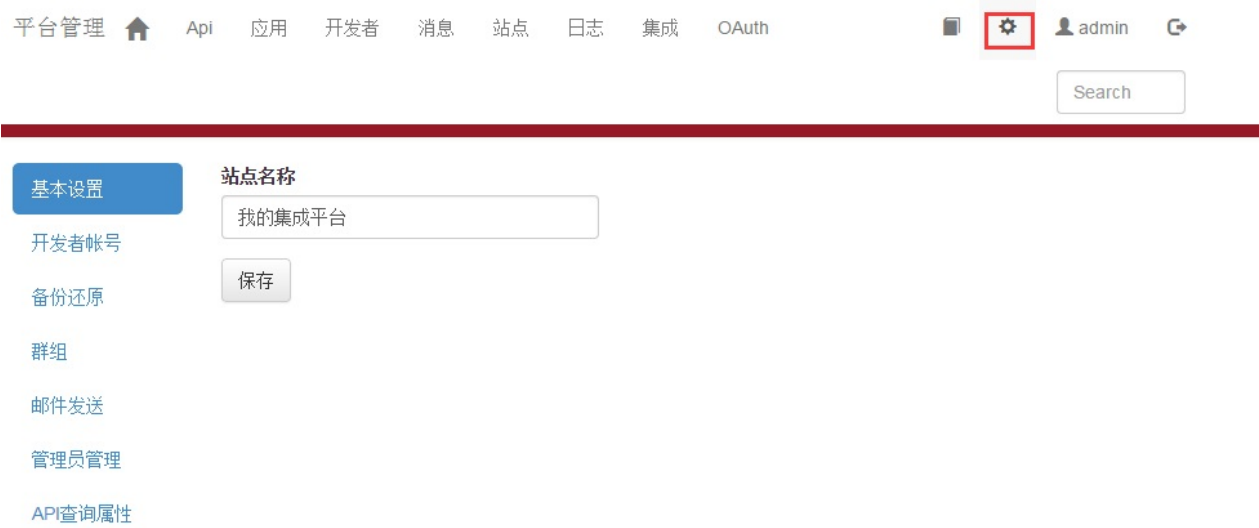 平台管理 Api 应用 开发者 消息 站点 日志 集成 OAuth admin
Search
基本设置
站点名称
我的集成平台
开发者帐号
保存
备份还原
群组
邮件发送
管理员管理
API查询属性